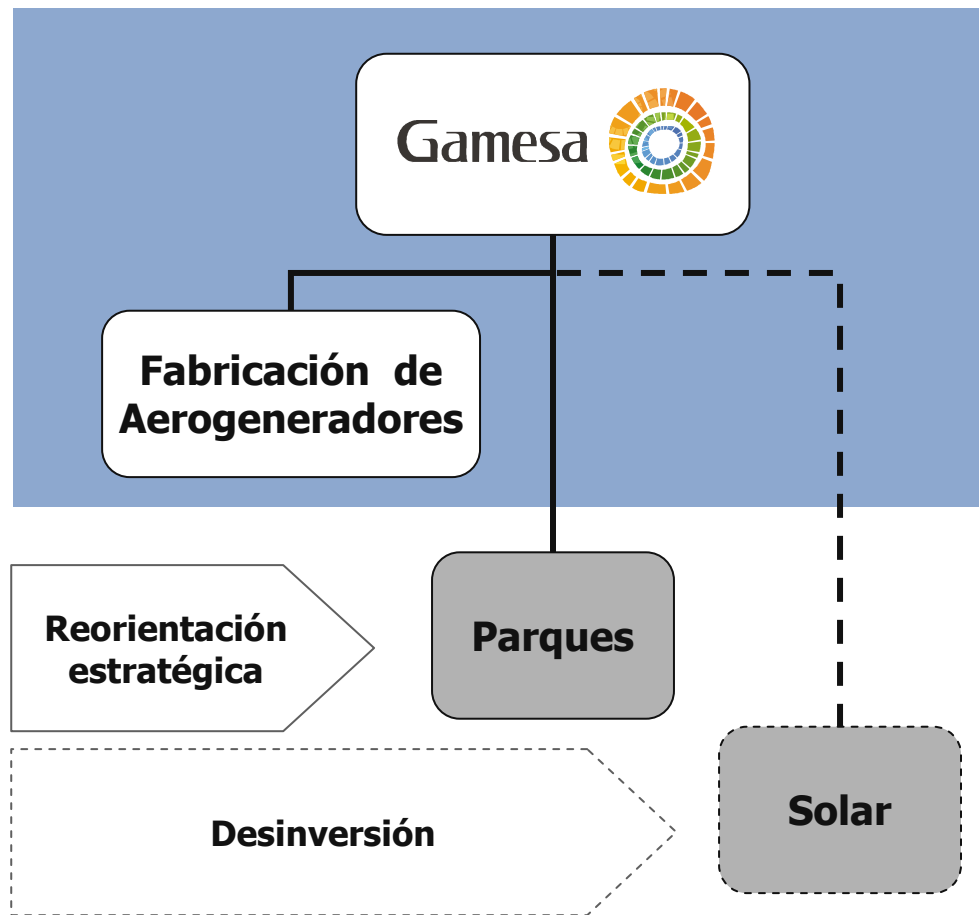 Gamesa
Fabricación de
Aerogeneradores
Reorientación
estratégica
Parques
Desinversión
Solar